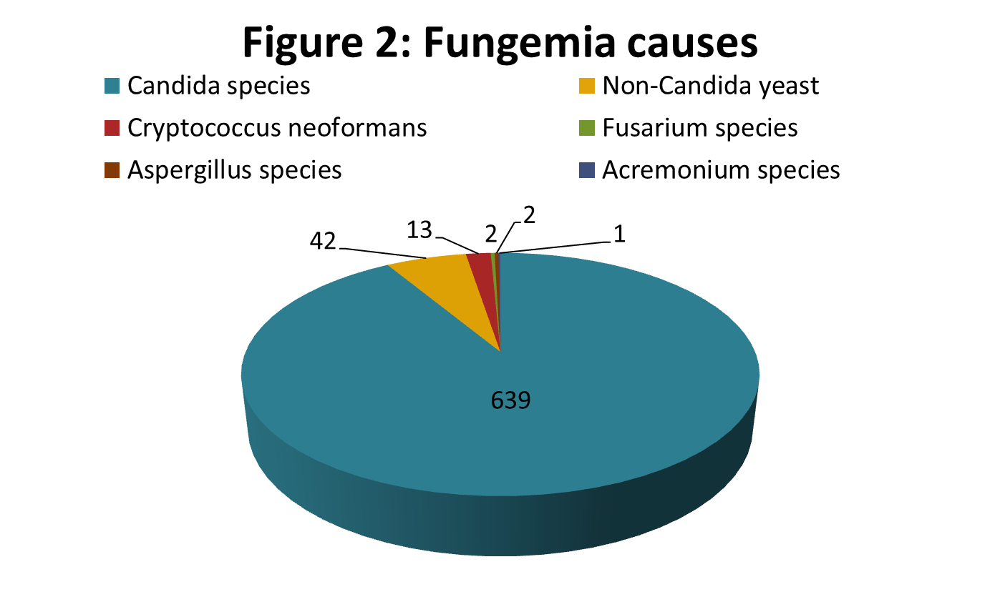 Figure 2: Fungemia causes
Candida species
Non-Candida yeast
Cryptococcus neoformans
Fusarium species
Aspergillus species
Acremonium species
2
13
2
1
42
639